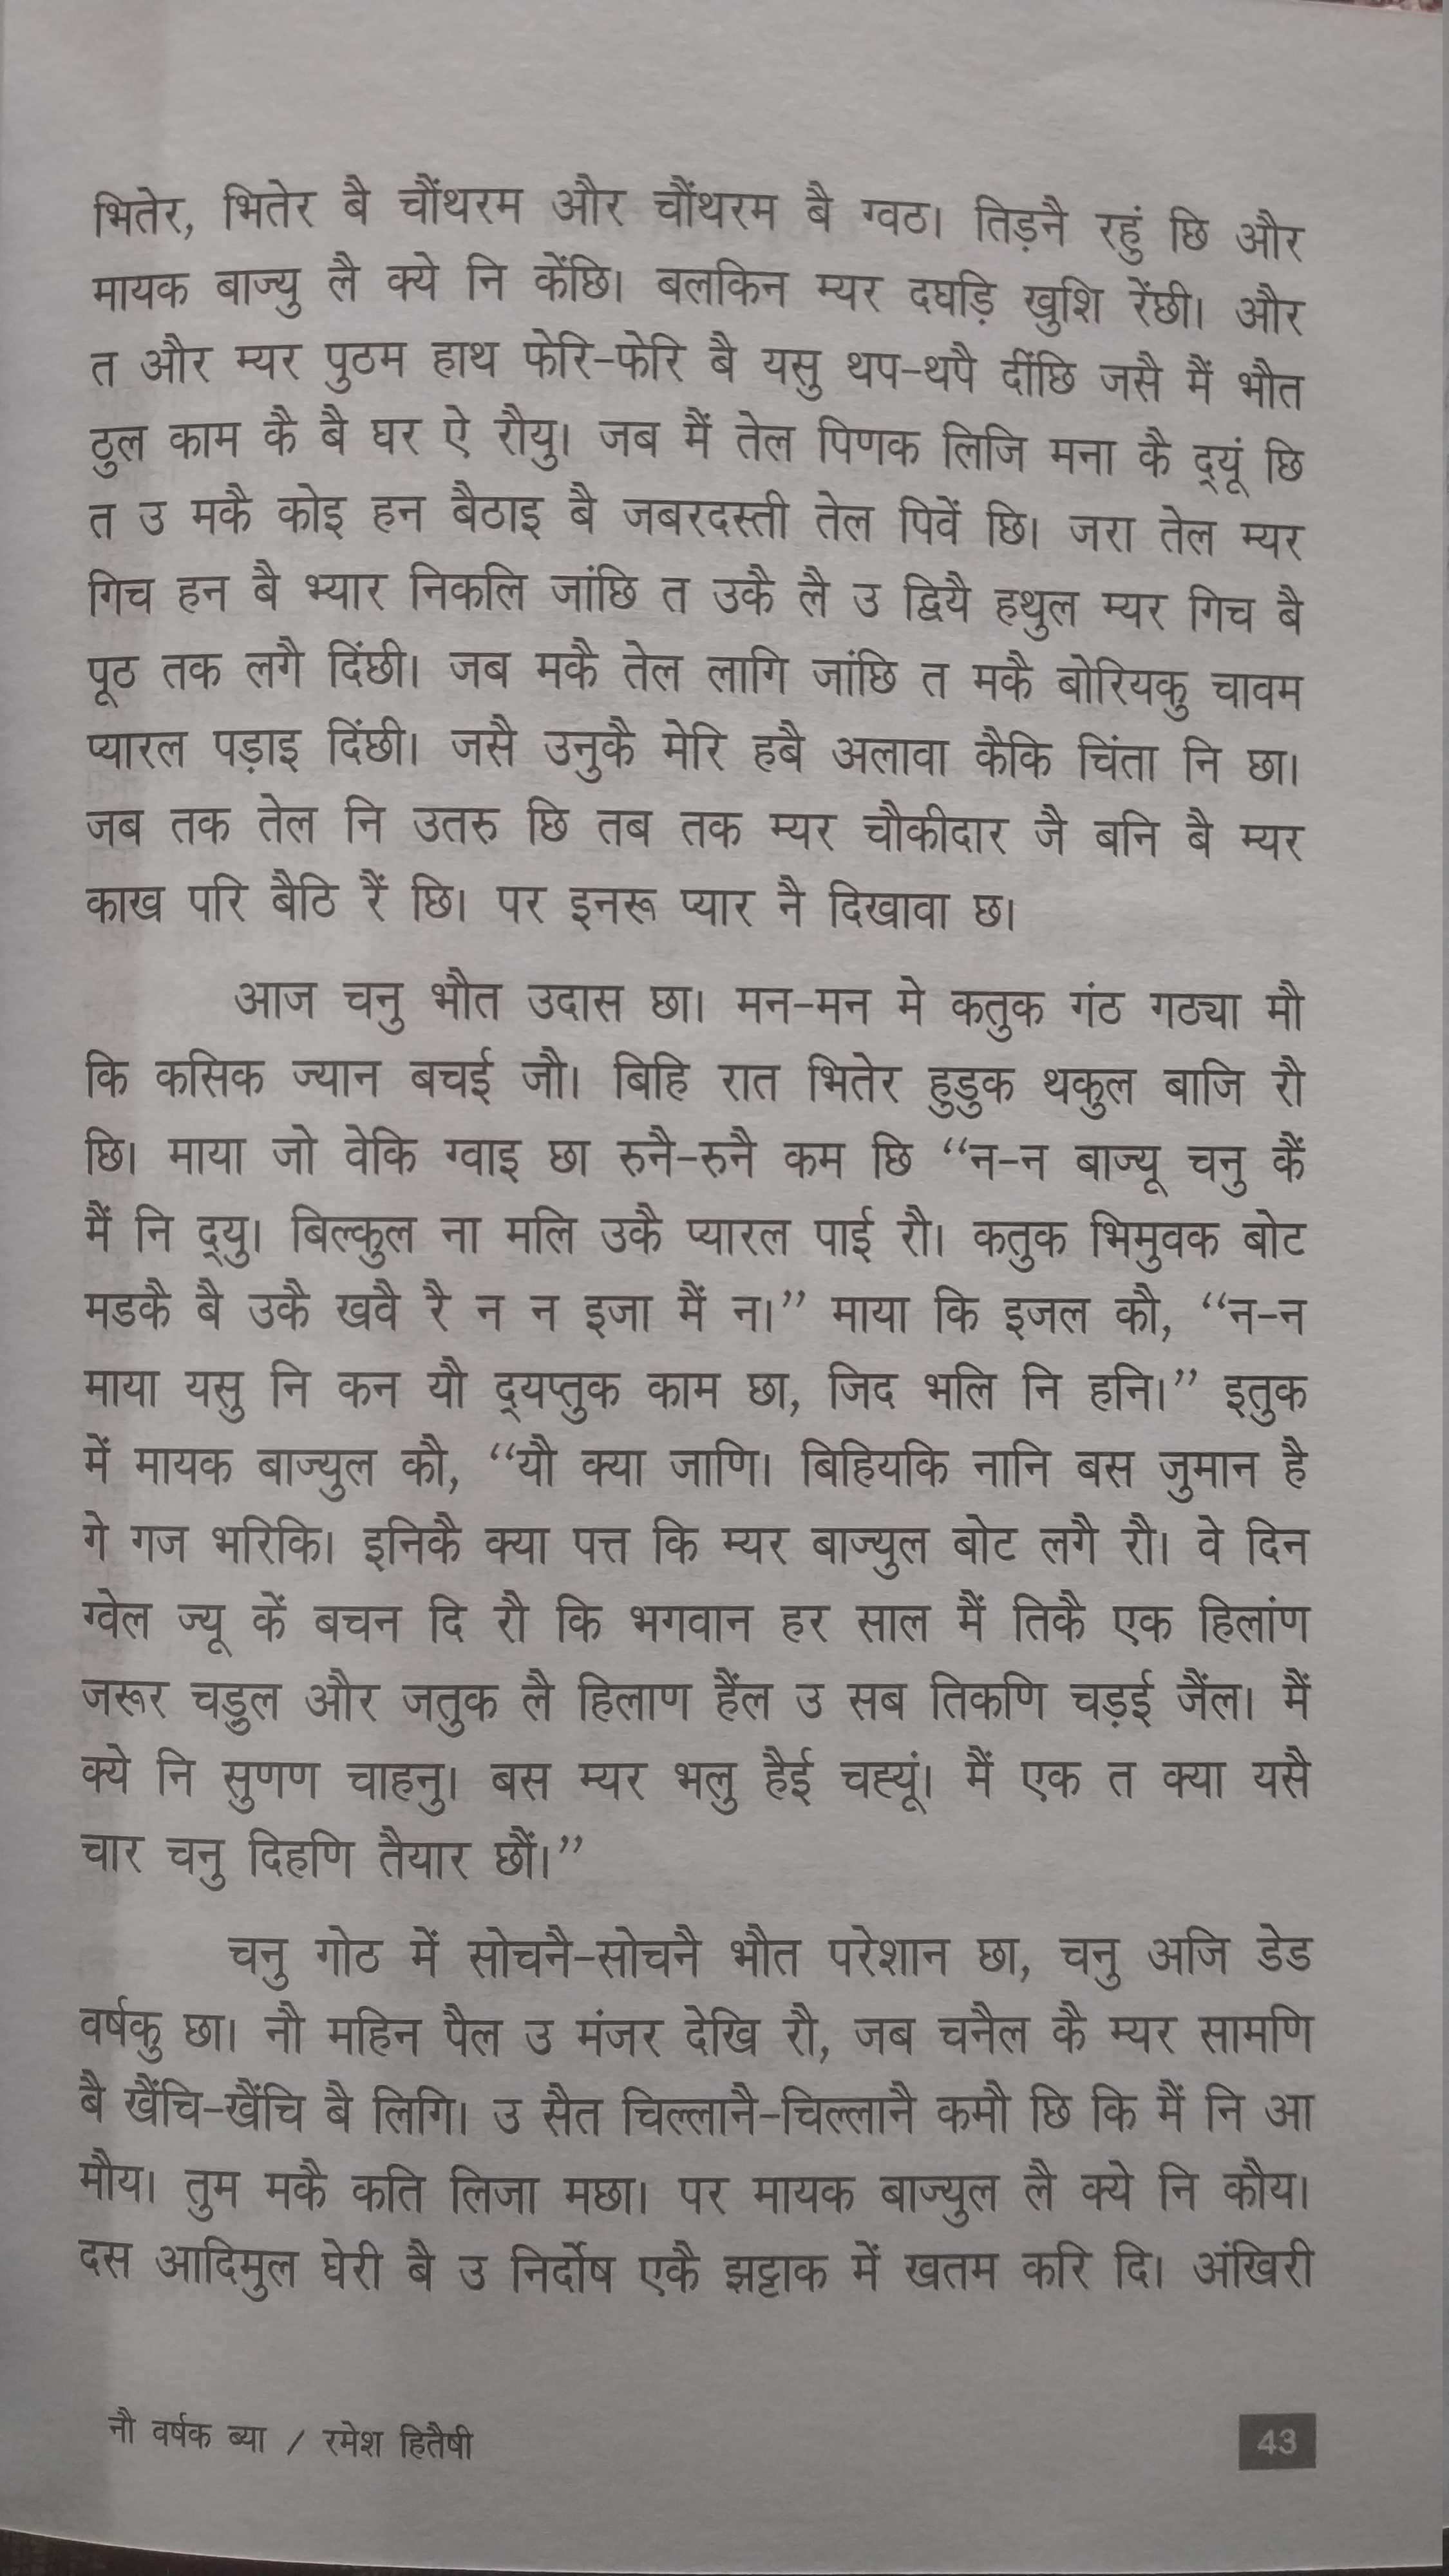 भितेर, भितेर बै चौंथरम और चौंथरम बै ग्वठ। तिड़नै रहुं छि और
मायक बाज्यु लै क्ये नि केंछि। बलकिन म्यर दघड़ि खुशि रेंछी। और
त और म्यर पुठम हाथ फेरि-फेरि बै यसु थप-थपै दींछि जसै मैं भौत
ठुल काम कै बै घर ऐ रौयु। जब मैं तेल पिणक लिजि मना कै द्‌यूं छि
त उ मकै कोइ हन बैठाइ बै जबरदस्ती तेल पिवें छि। जरा तेल म्यर
गिच हन बै भ्यार निकलि जांछि त उकै लै उ द्वियै हथुल म्यर गिच बै
पूठ तक लगै दिंछी। जब मकै तेल लागि जांछि त मकै बोरियकु चावम
प्यारल पड़ाइ दिंछी। जसै उनुकै मेरि हबै अलावा कैकि चिंता नि छा।
जब तक तेल नि उतरु छि तब तक म्यर चौकीदार जै बनि बै म्यर
काख परि बैठि रैं छि। पर इनरू प्यार नै दिखावा छ।
आज चनु भौत उदास छा। मन-मन मे कतुक गंठ गठ्या मौ
कि कसिक ज्यान बचई जौ। बिहि रात भितेर हुडुक थकुल बाजि रौ
छि। माया जो वेकि ग्वाइ छा रुनै-रुनै कम छि “न-न बाज्यू चनु कैं
मैं नि द्‌यु। बिल्कुल ना मलि उकै प्यारल पाई रौ। कतुक भिमुवक बोट
मडकै बै उकै खवै रै न न इजा मैं न।” माया कि इजल कौ, “न-न
माया यसु नि कन यौ द्‌यप्तुक काम छा, जिद भलि नि हनि।” इतुक
में मायक बाज्युल कौ, “यौ क्या जाणि। बिहियकि नानि बस जुमान है
गे गज भरिकि। इनिकै क्या पत्त कि म्यर बाज्युल बोट लगै रौ। वे दिन
ग्वेल ज्यू कें बचन दि रौ कि भगवान हर साल मैं तिकै एक हिलांण
जरूर चडुल और जतुक लै हिलाण हैंल उ सब तिकणि चड़ई जैंल। मैं
क्ये नि सुणण चाहनु। बस म्यर भलु हैई चह्यूं। मैं एक त क्या यसै
चार चनु दिहणि तैयार छौं।”
चनु गोठ में सोचनै-सोचनै भौत परेशान छा, चनु अजि डेड
वर्षकु छा। नौ महिन पैल उ मंजर देखि रौ, जब चनैल कै म्यर सामणि
बै खैंचि-खैंचि बै लिगि। उ सैत चिल्लानै-चिल्लानै कमौ छि कि मैं नि आ
मौय। तुम मकै कति लिजा मछा। पर मायक बाज्युल लै क्ये नि कौय।
दस आदिमुल घेरी बै उ निर्दोष एकै झट्टाक में खतम करि दि। अंखिरी
नौ वर्षक ब्या / रमेश हितैषी
43